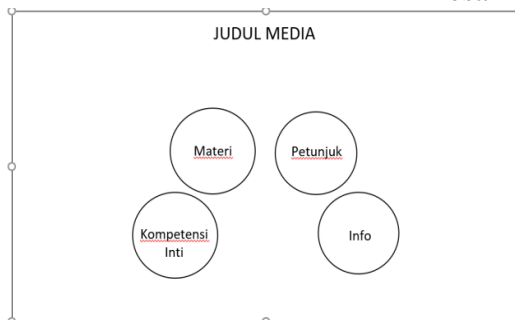 JUDUL MEDIA
Materi
Petunjuk
Kompetensi
Inti
Info